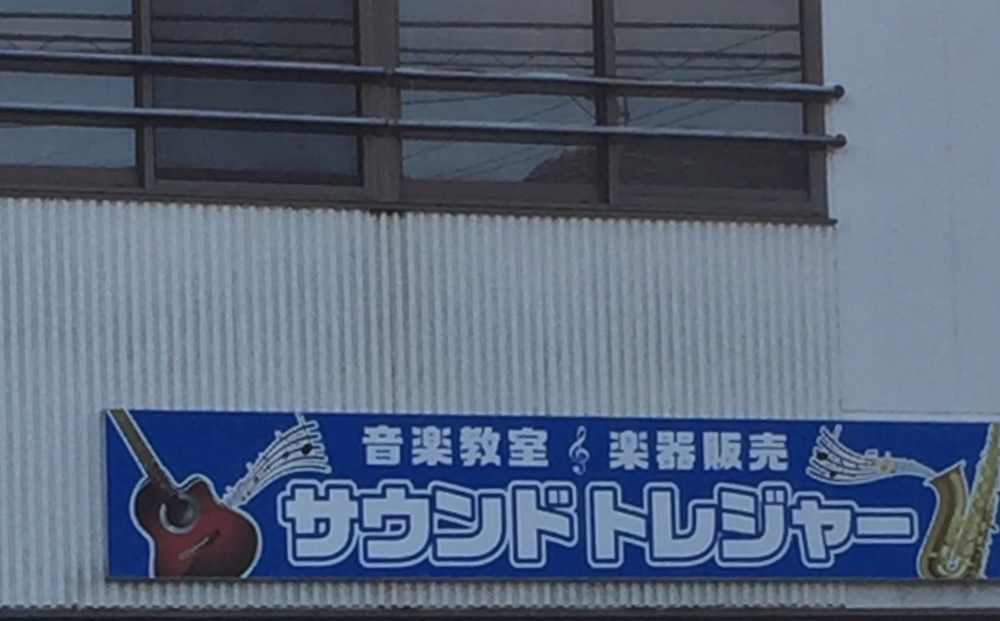 音楽教室 楽器販売
サウンドトレジャー